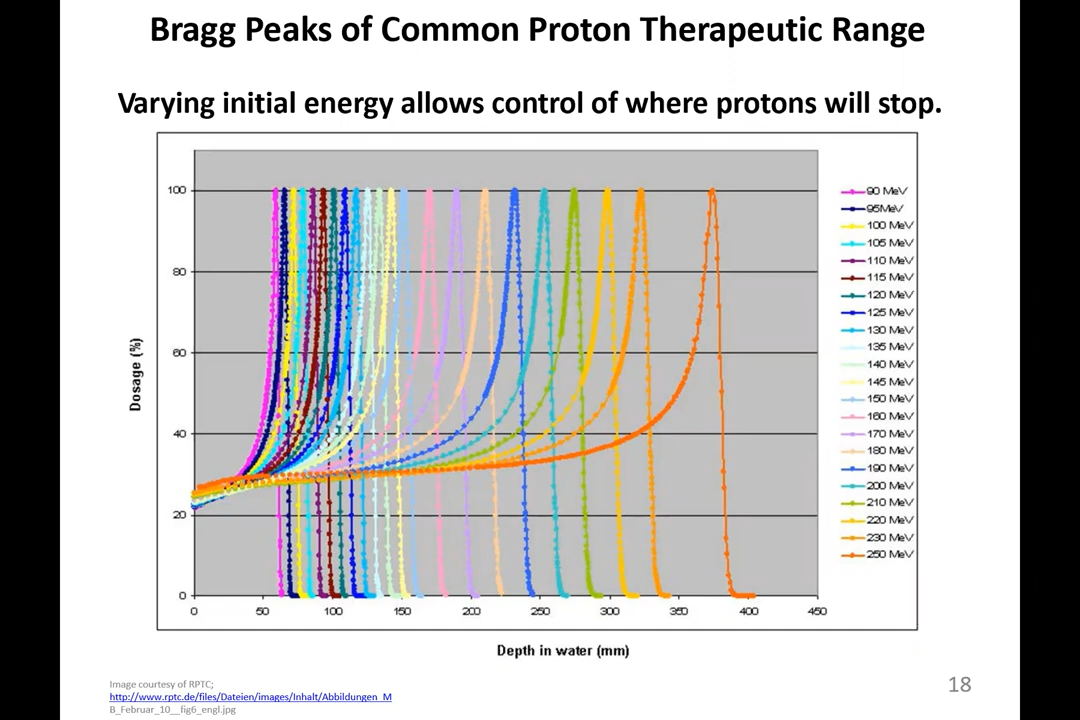 Bragg Peaks of Common Proton Therapeutic Range
Varying initial energy allows control of where protons will stop.
100
80
60
40
20
0
Dosage (%)
0 50 100 150 200 250 300 350 400 450
Depth in water (mm)
90 MeV
95MeV
100 MeV
105 MeV
110 MeV
115 MeV
120 MeV
125 MeV
130 MeV
135 MeV
140 MeV
145 MeV
150 MeV
160 MeV
170 MeV
180 MeV
190 MeV
200 MeV
210 MeV
220 MeV
230 MeV
250 MeV
Image courtesy of RPTC;
http://www.rptc.de/files/Dateien/images/Inhalt/Abbildungen_M
B_Februar_10__fig6_engl.jpg
18